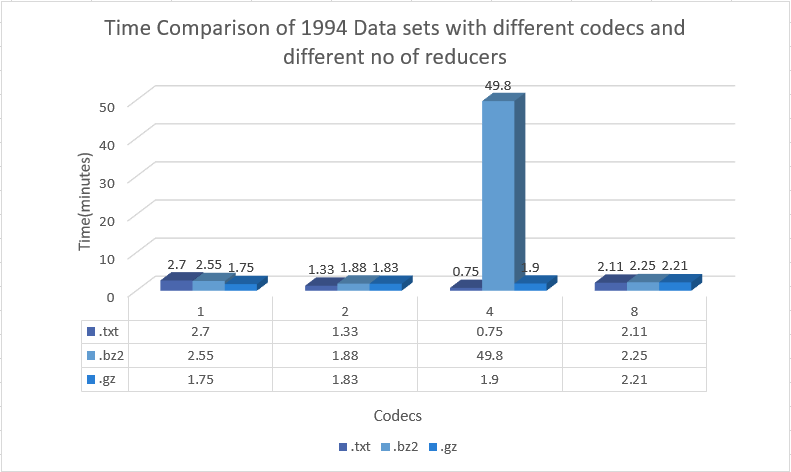 Time Comparison of 1994 Data sets with different codecs and
different no of reducers
49.8
50
40
30
20
10
0
Time(minutes)
2.7 2.55 1.75 1.33 1.88 1.83 0.75 1.9 2.11 2.25 2.21
1 2 4 8
.txt 2.7 1.33 0.75 2.11
.bz2 2.55 1.88 49.8 2.25
.gz 1.75 1.83 1.9 2.21
Codecs
.txt .bz2 .gz